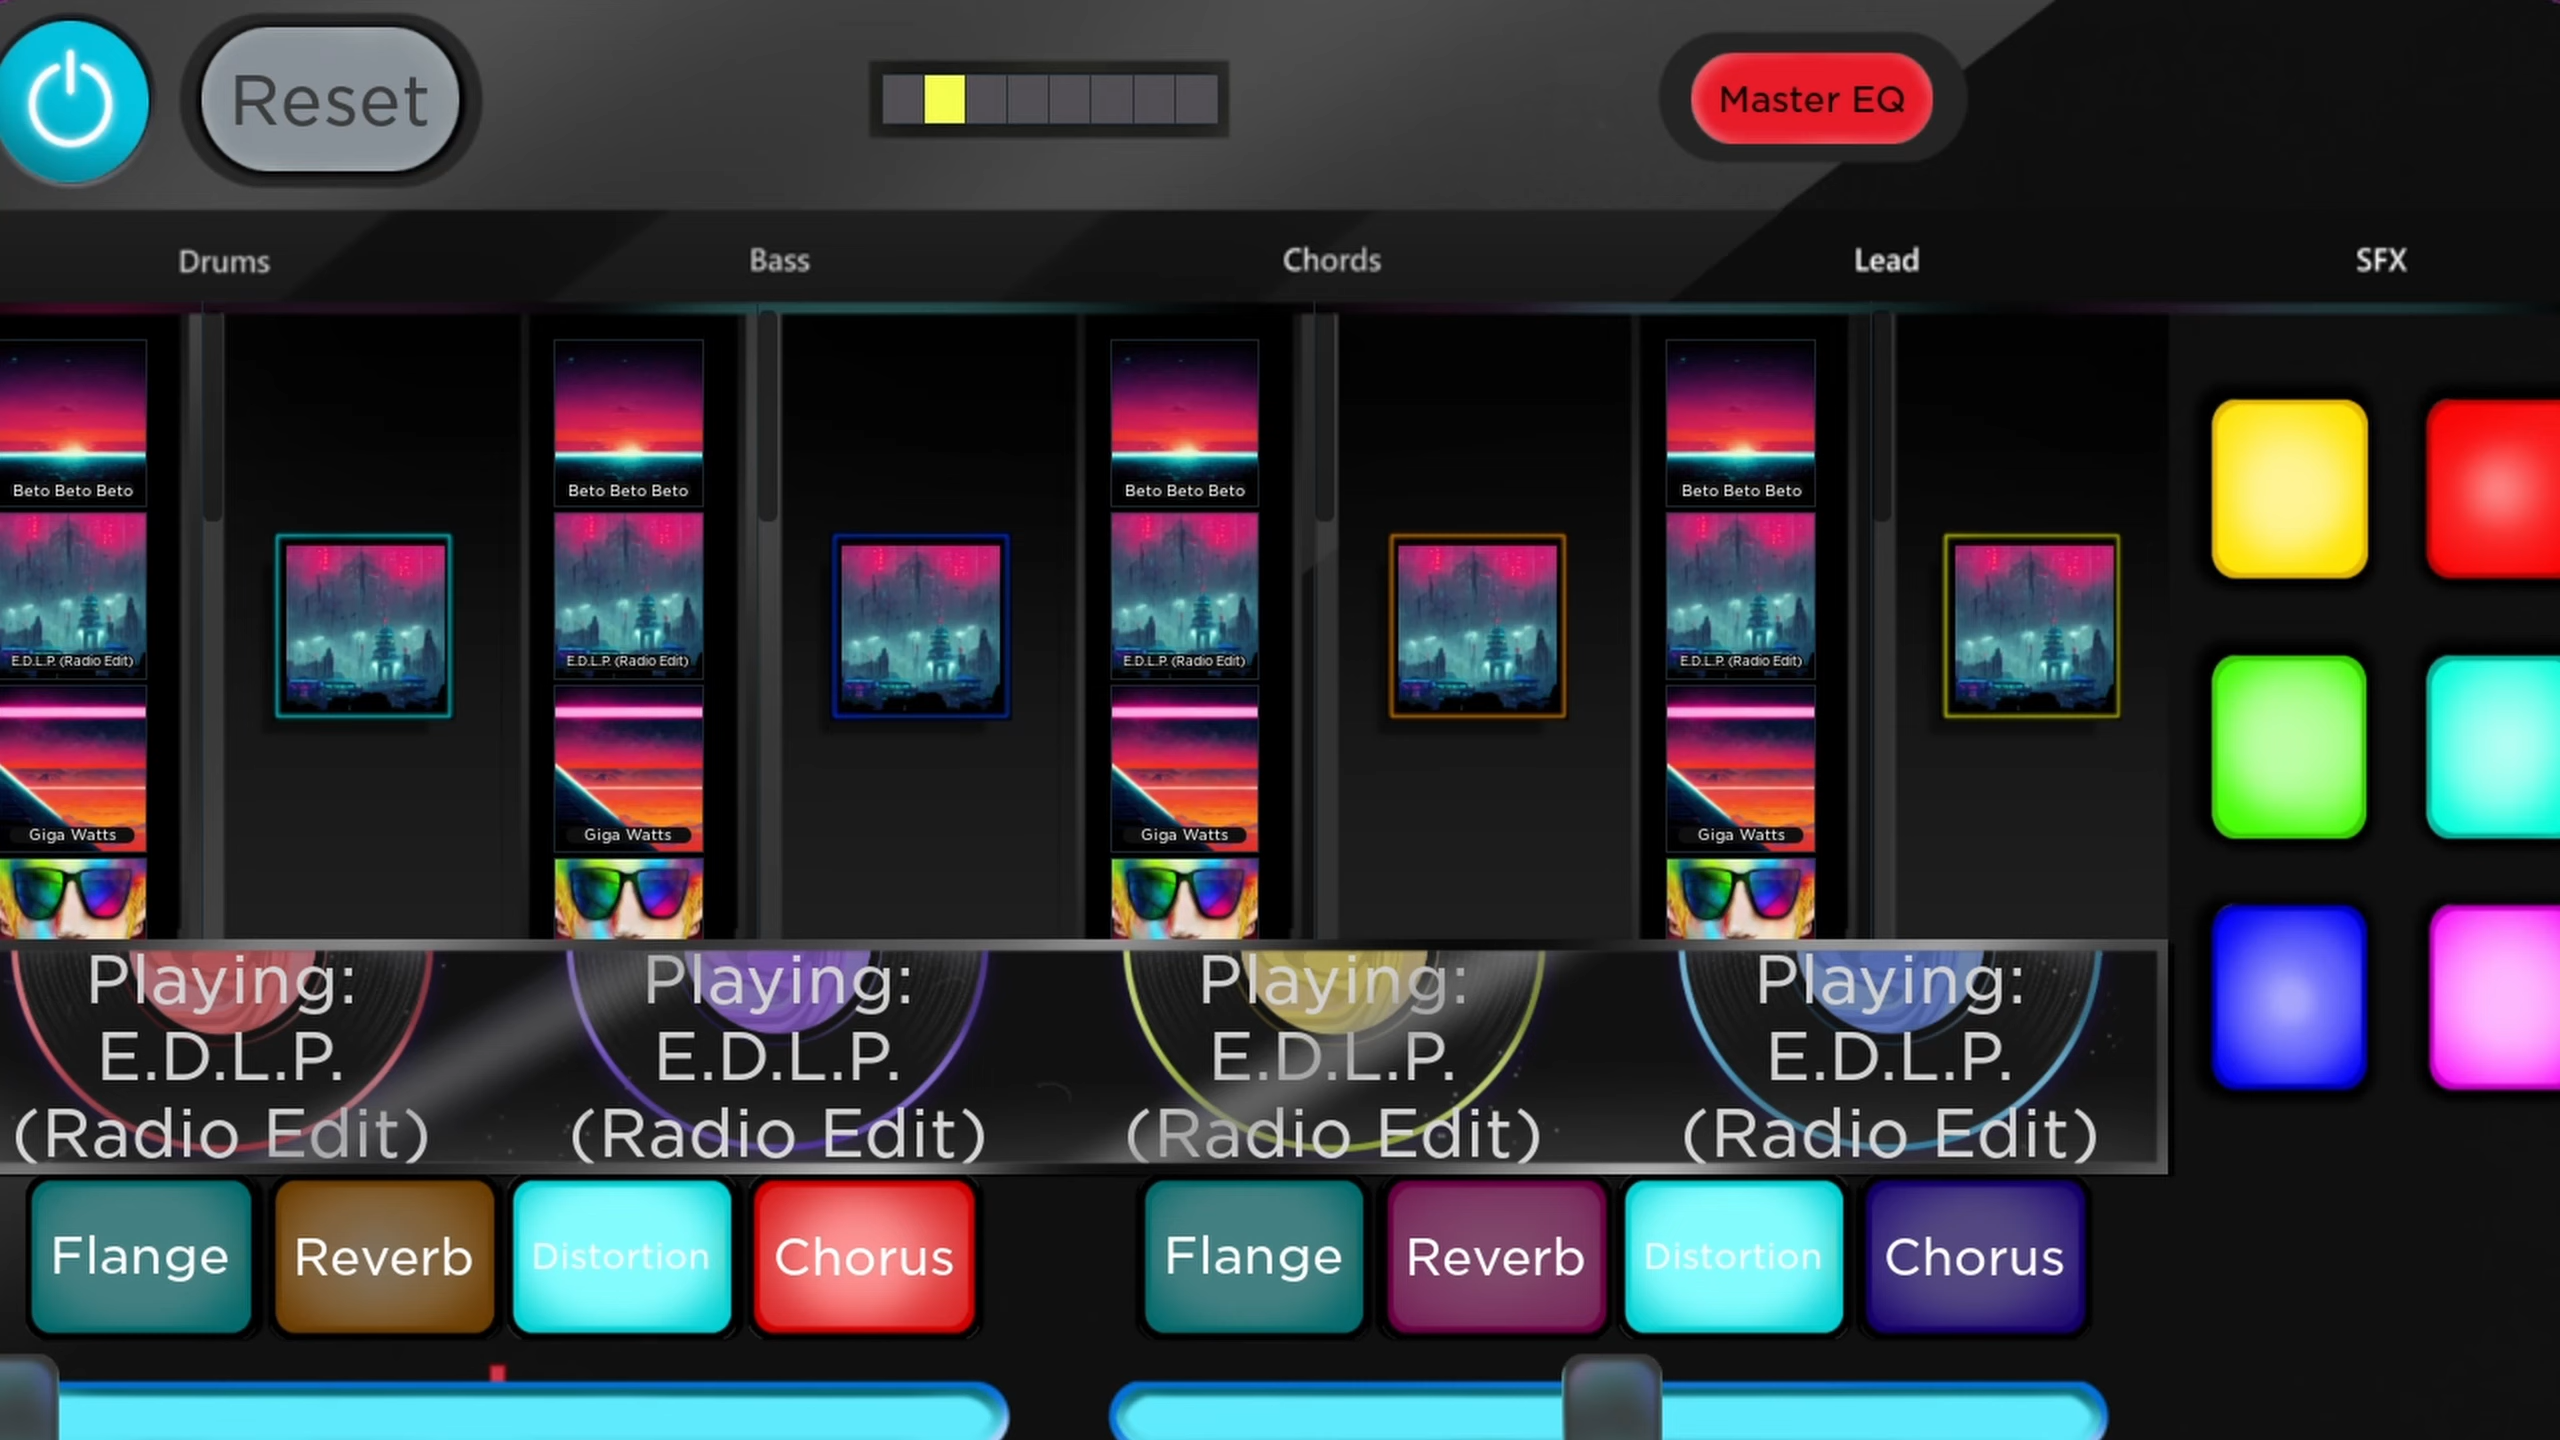 Reset
Master EQ
Drums
Bass
Chords
Lead
SFX
Beto Beto Beto
Beto Beto Beto
Beto Beto Beto
Beto Beto Beto
E.D.L.P. (Radio Edit)
E.D.L.P. (Radio Edit)
E.D.L.P. (Radio Edit)
E.D.L.P. (Radio Edit)
Giga Watts
Giga Watts
Giga Watts
Giga Watts
Playing:
E.D.L.P.
(Radio Edit)
Playing:
E.D.L.P.
(Radio Edit)
Playing:
E.D.L.P.
(Radio Edit)
Playing:
E.D.L.P.
(Radio Edit)
Flange
Reverb
Distortion
Chorus
Flange
Reverb
Distortion
Chorus